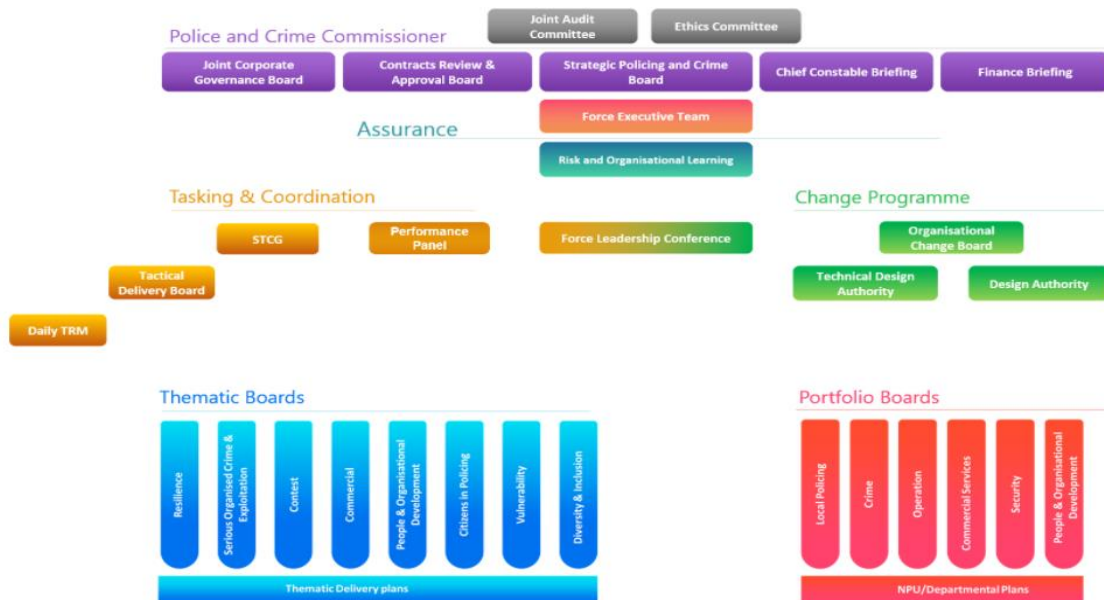 Joint Audit
Committee
Ethics Committee
Police and Crime Commissioner
Joint Corporate
Governance Board
Contracts Review &
Approval Board
Strategic Policing and Crime
Board
Chief Constable Briefing
Finance Briefing
Force Executive Team
Assurance
Risk and Organisational Learning
Tasking & Coordination
Change Programme
STCG
Performance
Panel
Force Leadership Conference
Organisational
Change Board
Tactical
Delivery Board
Technical Design
Authority
Design Authority
Daily TRM
Thematic Boards
Portfolio Boards
Resilience
Serious Organised Crime &
Exploitation
Contest
Commercial
People & Organisational
Development
Citizens in Policing
Vulnerability
Diversity & Inclusion
Local Policing
Crime
Operation
Commercial Services
Security
People & Organisational
Development
Thematic Delivery plans
NPU/Departmental Plans